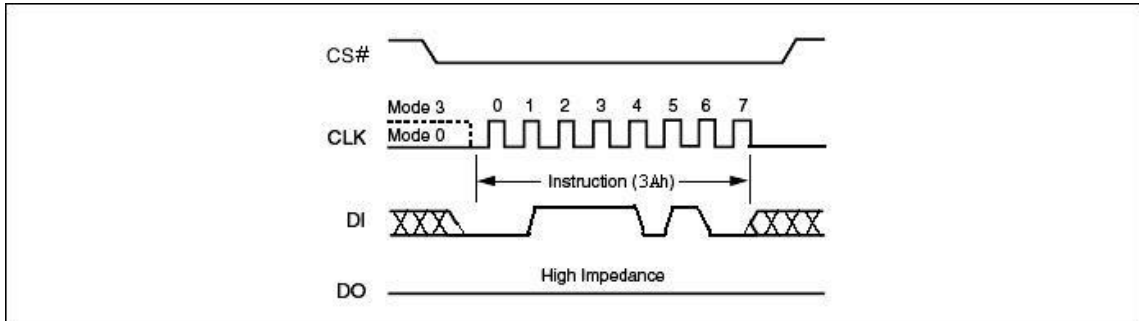 CS#
Mode 3
0 1 2 3 4 5 6 7
CLK
Mode 0
Instruction (3Ah)
DI
High Impedance
DO